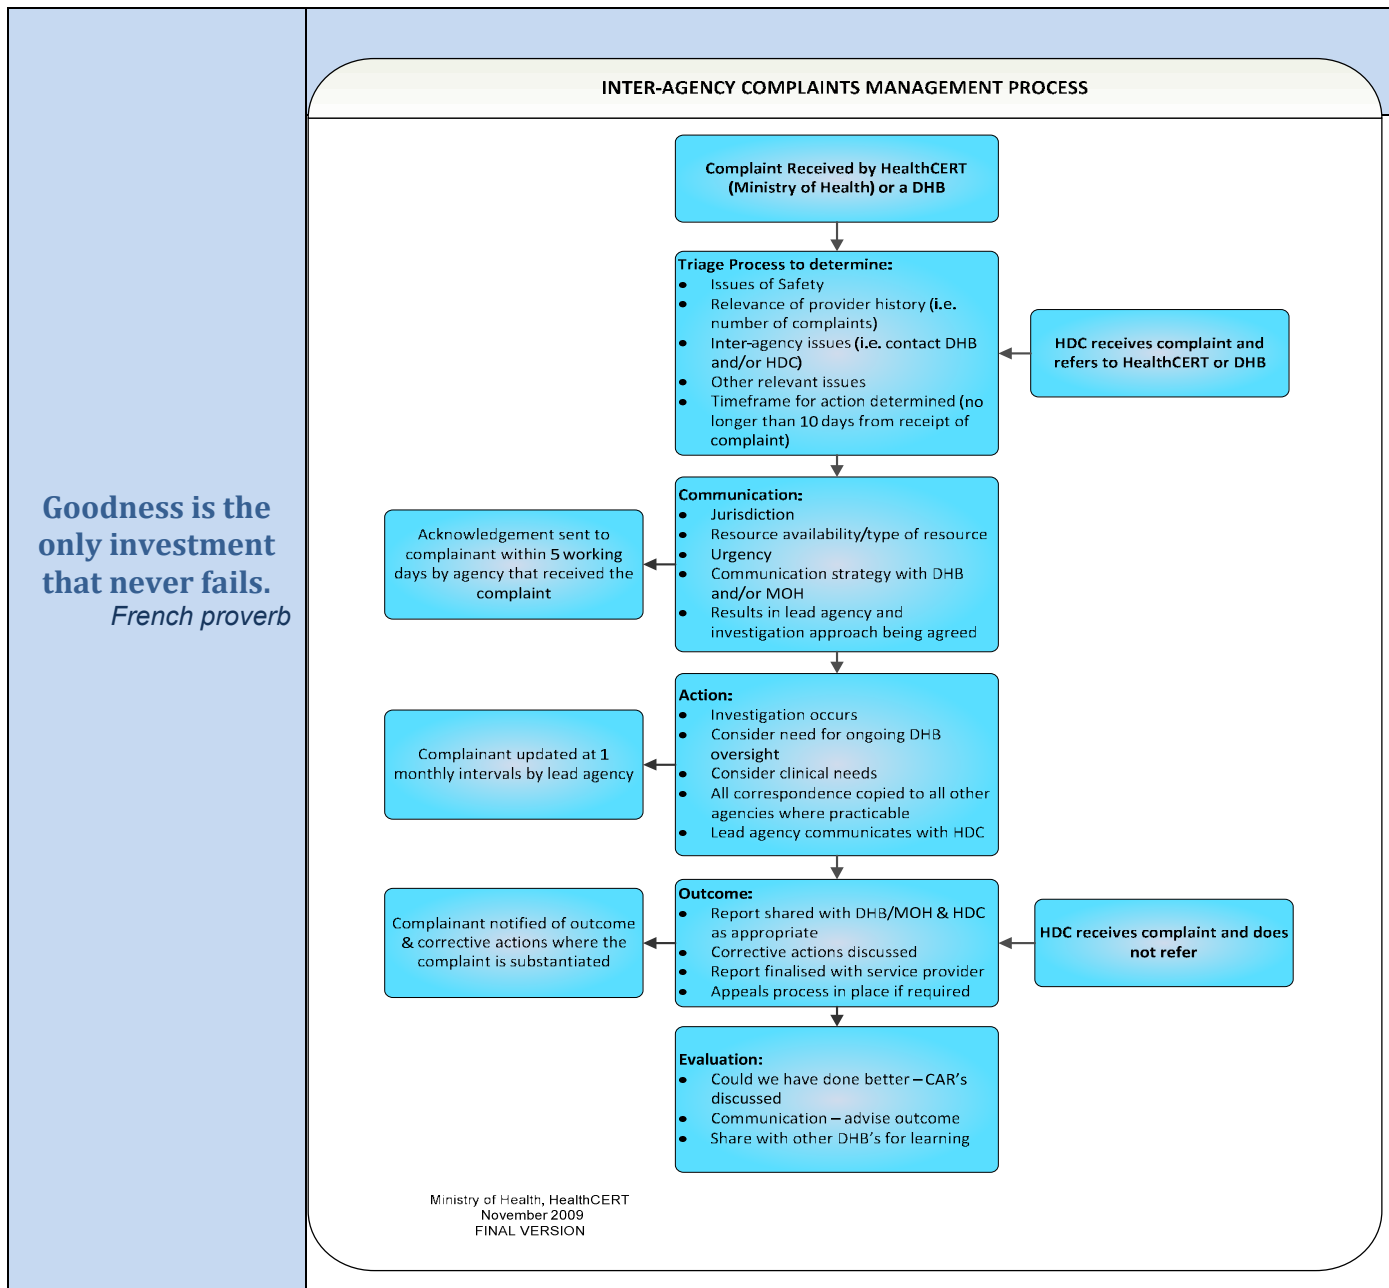 Goodness is the
only investment
that never fails.
French proverb
INTER-AGENCY COMPLAINTS MANAGEMENT PROCESS
Complaint Received by HealthCERT
(Ministry of Health) or a DHB
Triage Process to determine:
• Issues of Safety
• Relevance of provider history (i.e.
number of complaints)
• Inter-agency issues (i.e. contact DHB
and/or HDC)
• Other relevant issues
• Timeframe for action determined (no
longer than 10 days from receipt of
complaint)
HDC receives complaint and
refers to HealthCERT or DHB
Communication:
• Jurisdiction
• Resource availability/type of resource
• Urgency
• Communication strategy with DHB
and/or MOH
• Results in lead agency and
investigation approach being agreed
Acknowledgement sent to
complainant within 5 working
days by agency that received the
complaint
Action:
• Investigation occurs
• Consider need for ongoing DHB
oversight
• Consider clinical needs
• All correspondence copied to all other
agencies where practicable
• Lead agency communicates with HDC
Complainant updated at 1
monthly intervals by lead agency
Outcome:
• Report shared with DHB/MOH & HDC
as appropriate
• Corrective actions discussed
• Report finalised with service provider
• Appeals process in place if required
Complainant notified of outcome
& corrective actions where the
complaint is substantiated
HDC receives complaint and does
not refer
Evaluation:
• Could we have done better – CAR's
discussed
• Communication – advise outcome
• Share with other DHB's for learning
Ministry of Health, HealthCERT
November 2009
FINAL VERSION